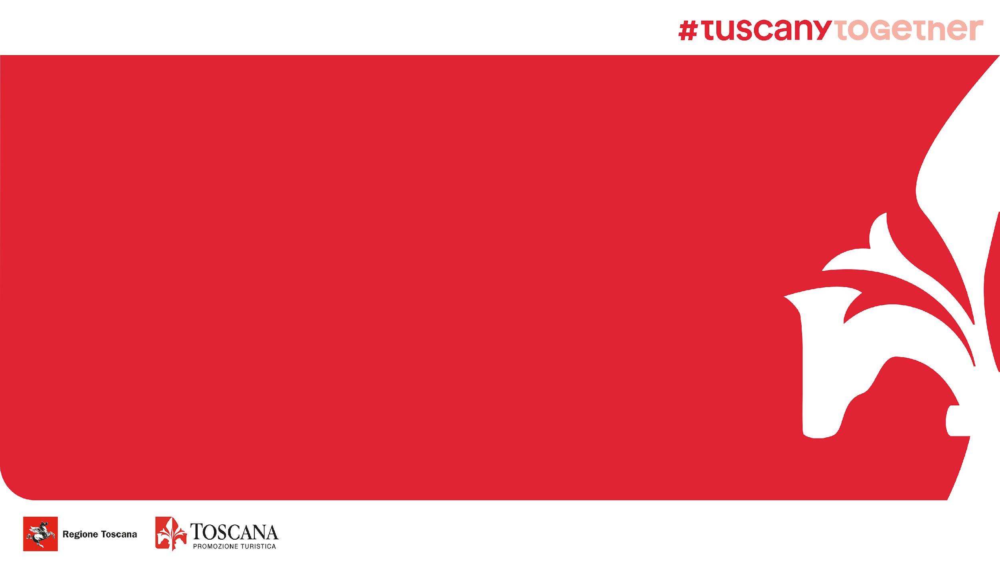 #Tuscanytogether
Regione Toscana
TOSCANA
PROMOZIONE TURISTICA